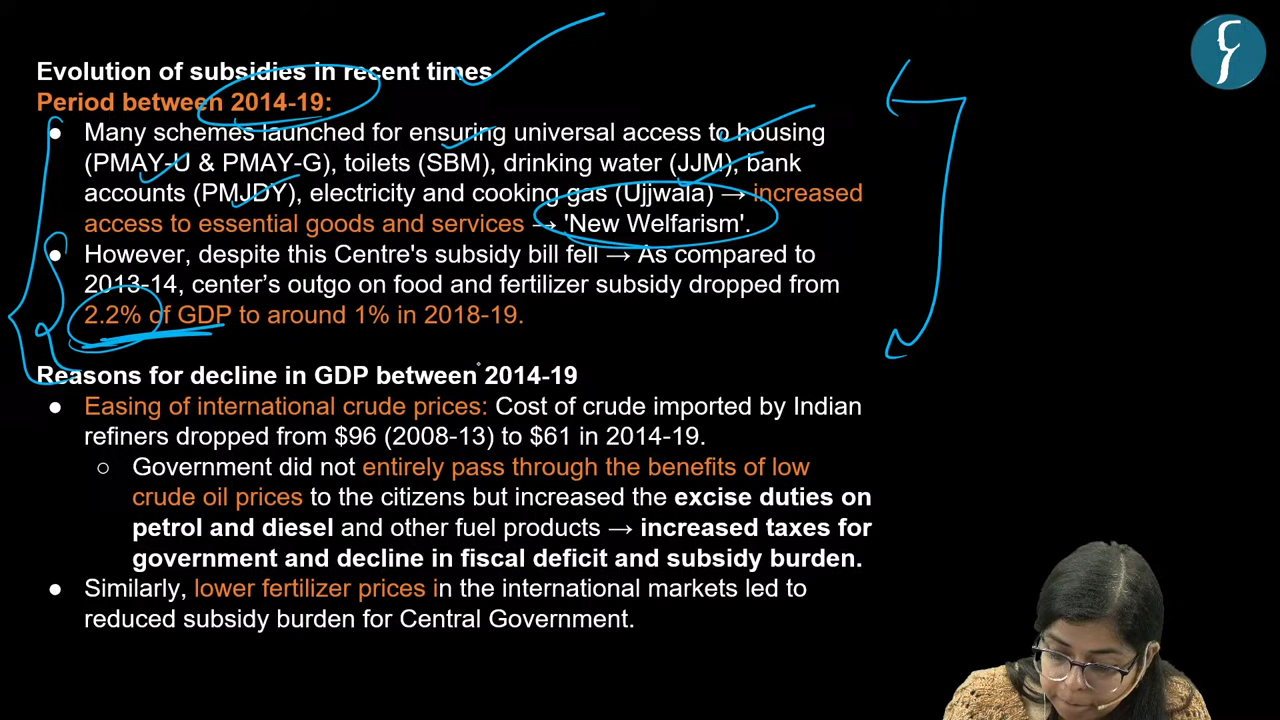 Evolution of subsidies in recent times
Period between 2014-19:
● Many schemes launched for ensuring universal access to housing
(PMAY-U & PMAY-G), toilets (SBM), drinking water (JJM), bank
accounts (PMJDY), electricity and cooking gas (Ujjwala) → increased
access to essential goods and services → 'New Welfarism'.
● However, despite this Centre's subsidy bill fell → As compared to
2013-14, center's outgo on food and fertilizer subsidy dropped from
2.2% of GDP to around 1% in 2018-19.
Reasons for decline in GDP between 2014-19
● Easing of international crude prices: Cost of crude imported by Indian
refiners dropped from $96 (2008-13) to $61 in 2014-19.
○ Government did not entirely pass through the benefits of low
crude oil prices to the citizens but increased the excise duties on
petrol and diesel and other fuel products → increased taxes for
government and decline in fiscal deficit and subsidy burden.
● Similarly, lower fertilizer prices in the international markets led to
reduced subsidy burden for Central Government.